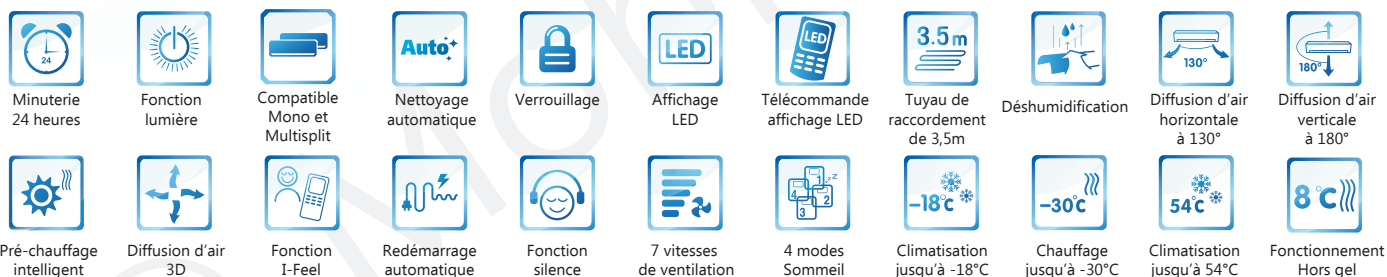 24
Auto
LED
LED
3.5m
130°
180°
Minuterie
24 heures
Fonction
lumière
Compatible
Mono et
Multisplit
Nettoyage
automatique
Verrouillage
Affichage
LED
Télécommande
affichage LED
Tuyau de
raccordement
de 3,5m
Déshumidification
Diffusion d'air
horizontale
à 130°
Diffusion d'air
verticale
à 180°
1
2
3
4
z z
-18°C
-30°C
54°C
8°C
Pré-chauffage
intelligent
Diffusion d'air
3D
Fonction
I-Feel
Redémarrage
automatique
Fonction
silence
7 vitesses
de ventilation
4 modes
Sommeil
Climatisation
jusqu'à -18°C
Chauffage
jusqu'à -30°C
Climatisation
jusqu'à 54°C
Fonctionnement
Hors gel